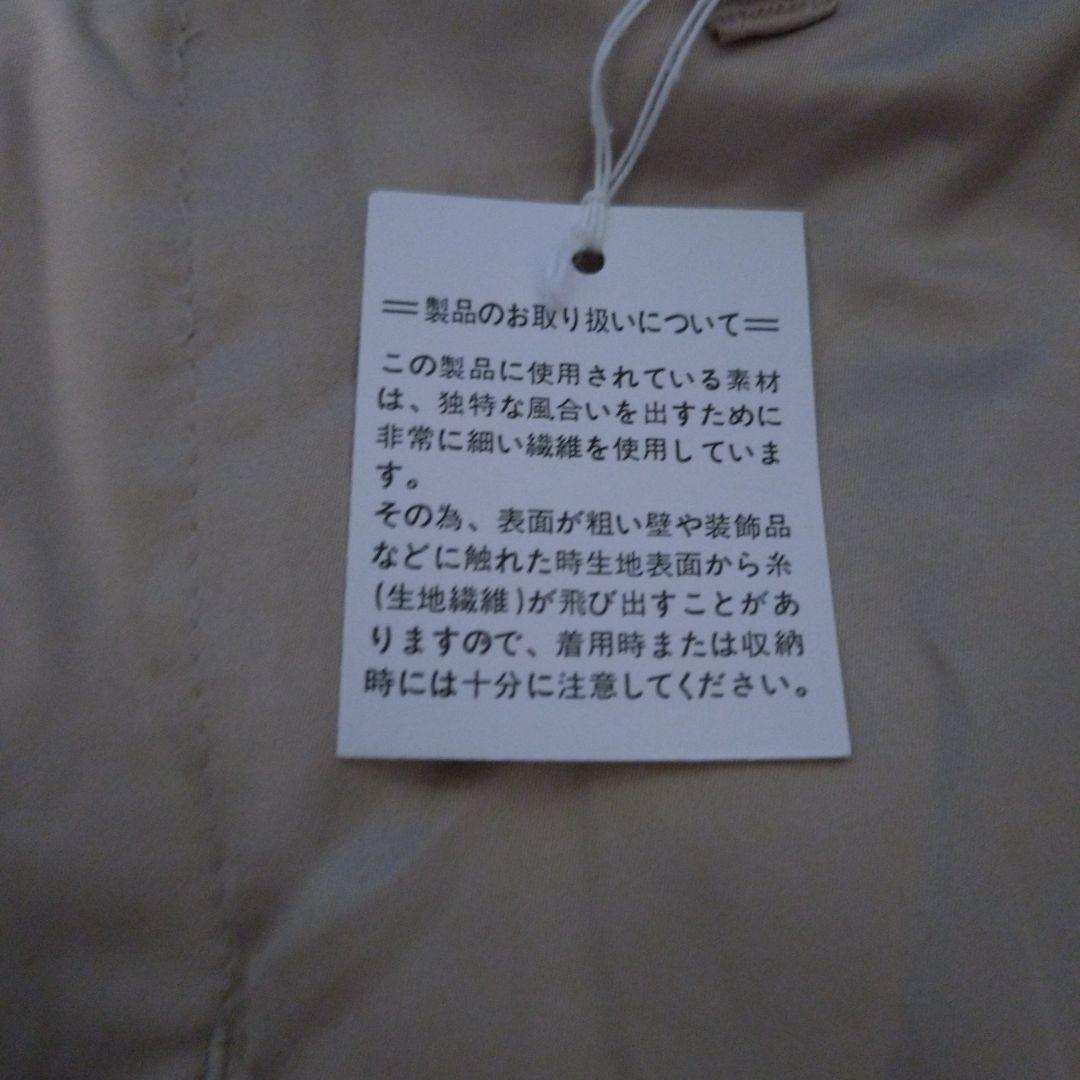 ＝製品のお取り扱いについて＝
この製品に使用されている素材
は、独特な風合いを出すために
非常に細い繊維を使用していま
す。
その為、表面が粗い壁や装飾品
などに触れた時生地表面から糸
(生地繊維)が飛び出すことがあ
りますので、着用時または収納
時には十分に注意してください。